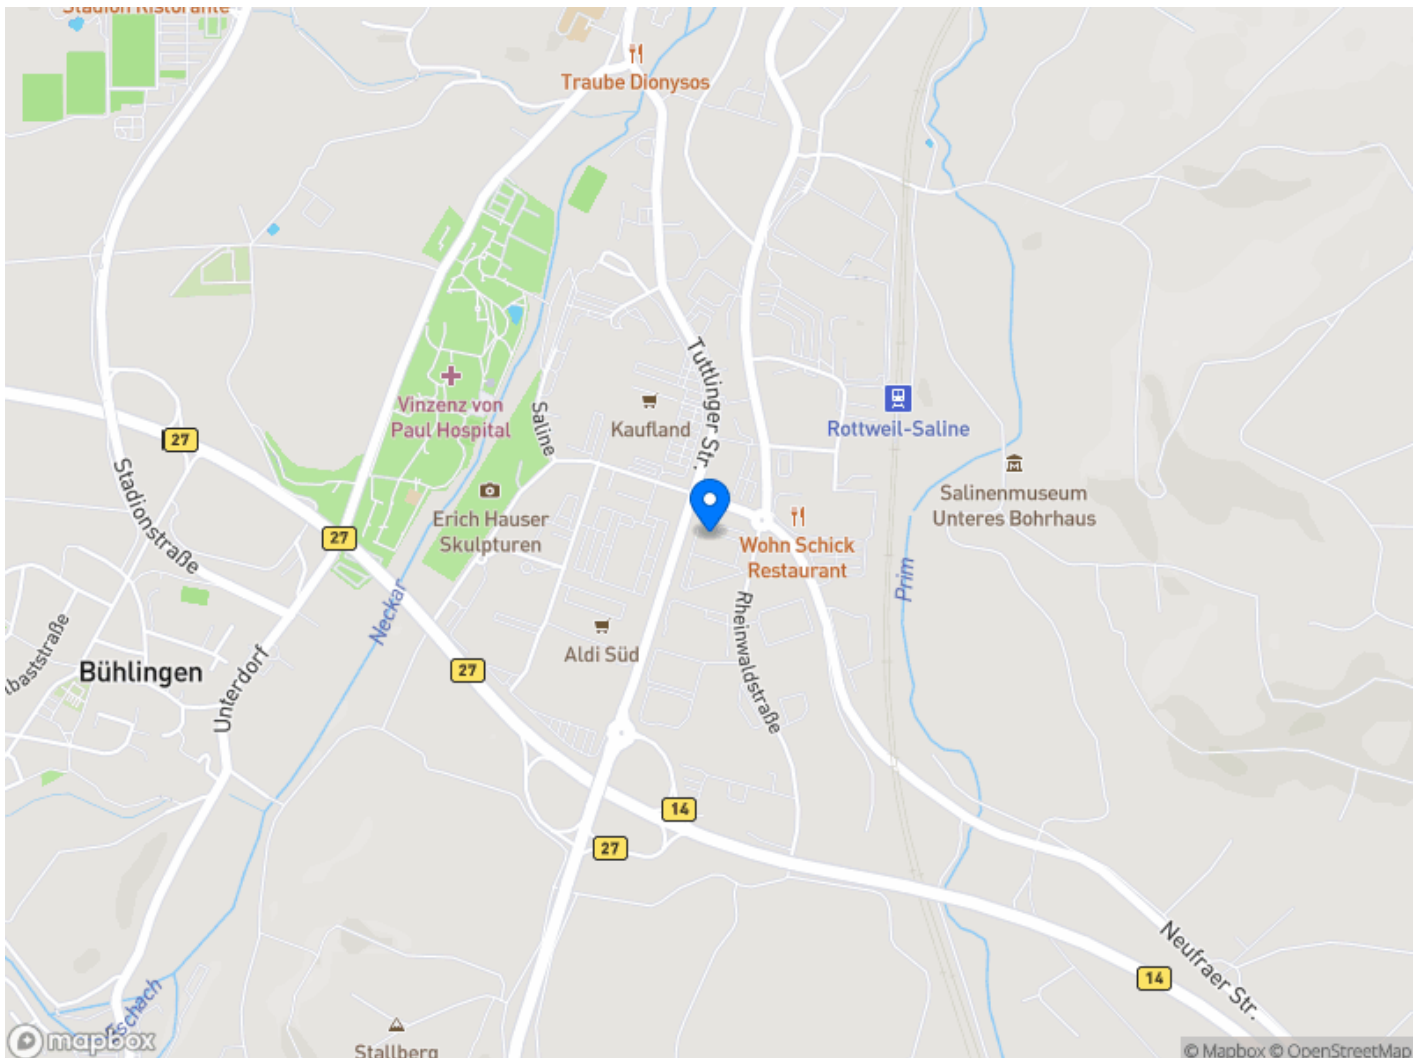 Stadion Ristorante
Traube Dionysos
Tuttlinger Str.
Vinzenz von
Paul Hospital
Saline
Kaufland
Rottweil-Saline
27
Stadionstraße
Erich Hauser
Skulpturen
Salinenmuseum
Unteres Bohrhaus
27
Wohn Schick
Restaurant
Neckar
Prim
Rheinwaldstraße
Aldi Süd
Bühlingen
Unterdorf
27
14
27
Neufraer Str.
14
Stallberg
mapbox
© Mapbox © OpenStreetMap